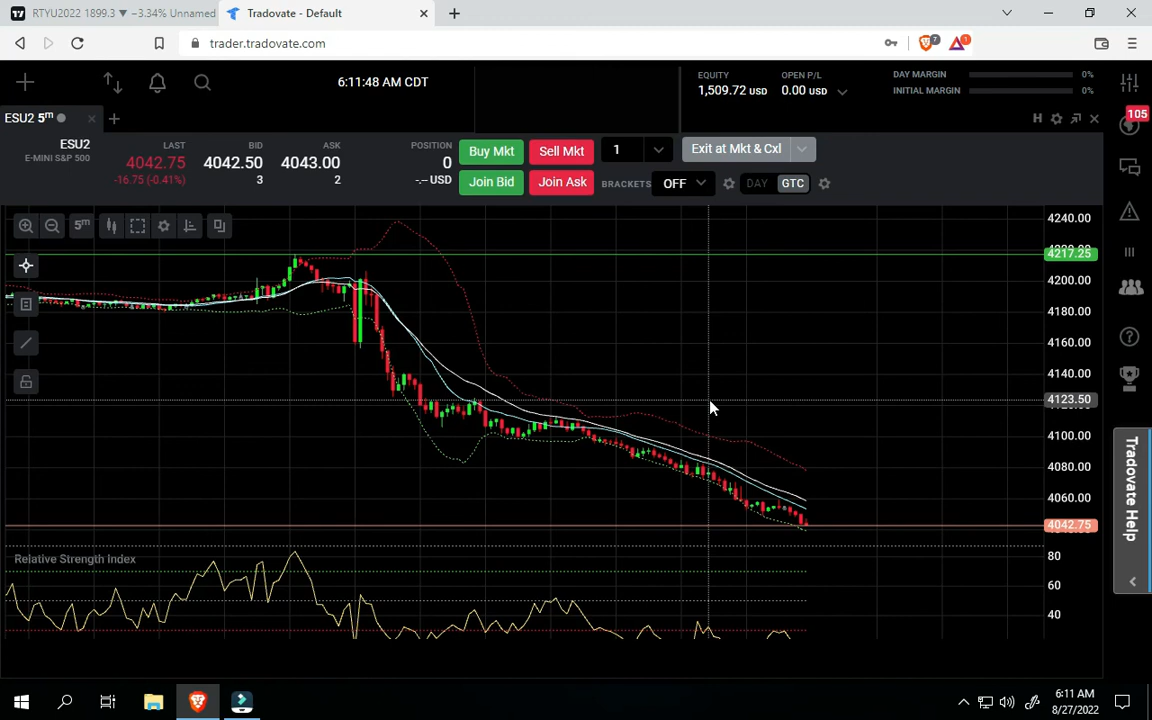 RTYU2022 1899.3 ▼ −3.34% Unnamed
Tradovate - Default
trader.tradovate.com
7
1
6:11:48 AM CDT
EQUITY
1,509.72 USD
OPEN P/L
0.00 USD
DAY MARGIN 0%
INITIAL MARGIN 0%
ESU2 5m
H
105
ESU2
E-MINI S&P 500
LAST
4042.75
-16.75 (-0.41%)
BID
4042.50
3
ASK
4043.00
2
POSITION
0
-.-- USD
Buy Mkt
Sell Mkt
1
Exit at Mkt & Cxl
Join Bid
Join Ask
BRACKETS OFF
DAY
GTC
5m
4240.00
4217.25
4200.00
4180.00
4160.00
4140.00
4123.50
4100.00
4080.00
4060.00
4042.75
Relative Strength Index
80
60
40
Tradovate Help
6:11 AM
8/27/2022